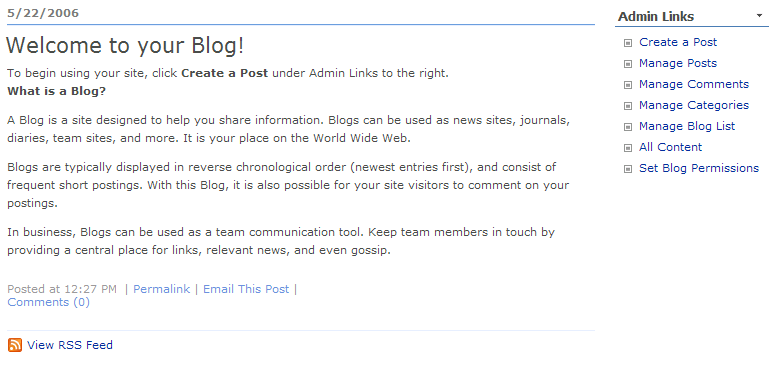 5/22/2006
Welcome to your Blog!
To begin using your site, click Create a Post under Admin Links to the right.
What is a Blog?
A Blog is a site designed to help you share information. Blogs can be used as news sites, journals,
diaries, team sites, and more. It is your place on the World Wide Web.
Blogs are typically displayed in reverse chronological order (newest entries first), and consist of
frequent short postings. With this Blog, it is also possible for your site visitors to comment on your
postings.
In business, Blogs can be used as a team communication tool. Keep team members in touch by
providing a central place for links, relevant news, and even gossip.
Posted at 12:27 PM | Permalink | Email This Post |
Comments (0)
View RSS Feed
Admin Links
Create a Post
Manage Posts
Manage Comments
Manage Categories
Manage Blog List
All Content
Set Blog Permissions